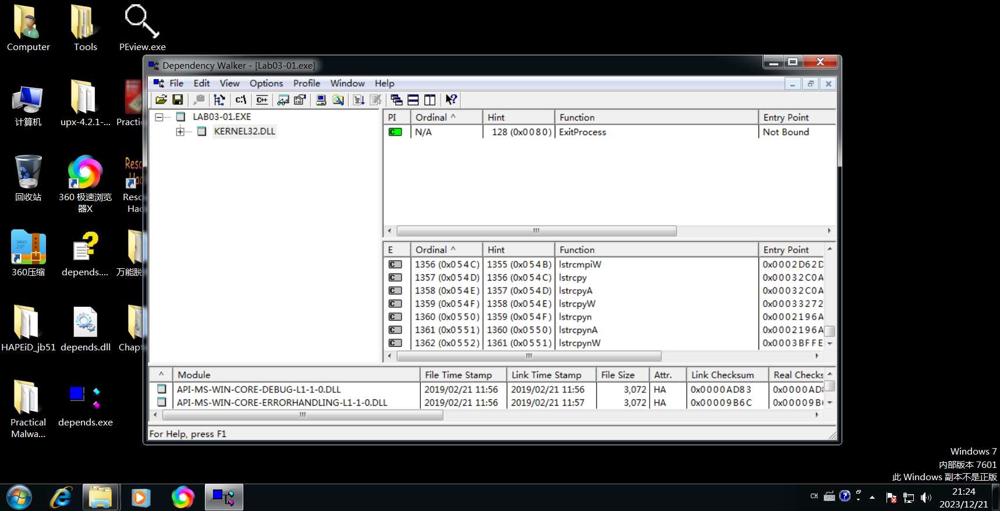 Computer
Tools
PEview.exe
计算机
upx-4.2.1-...
Practic
回收站
360 极速浏览
器X
Resc
Hac
360压缩
depends....
万能脱
HAPEiD_jb51
depends.dll
Chapt
Practical
Malwa...
depends.exe
Dependency Walker - [Lab03-01.exe]
File Edit View Options Profile Window Help
C:\ C++
LAB03-01.EXE
KERNEL32.DLL
PI Ordinal ^ Hint Function Entry Point
C N/A 128 (0x0080) ExitProcess Not Bound
E Ordinal ^ Hint Function Entry Point
C 1356 (0x054C) 1355 (0x054B) lstrcmpiW 0x0002D62D
C 1357 (0x054D) 1356 (0x054C) lstrcpy 0x00032C0A
C 1358 (0x054E) 1357 (0x054D) lstrcpyA 0x00032C0A
C 1359 (0x054F) 1358 (0x054E) lstrcpyW 0x00033272
C 1360 (0x0550) 1359 (0x054F) lstrcpyn 0x0002196A
C 1361 (0x0551) 1360 (0x0550) lstrcpynA 0x0002196A
C 1362 (0x0552) 1361 (0x0551) lstrcpynW 0x0003BFFE
^ Module File Time Stamp Link Time Stamp File Size Attr. Link Checksum Real Checks
API-MS-WIN-CORE-DEBUG-L1-1-0.DLL 2019/02/21 11:56 2019/02/21 11:56 3,072 HA 0x0000AD83 0x0000AD8
API-MS-WIN-CORE-ERRORHANDLING-L1-1-0.DLL 2019/02/21 11:56 2019/02/21 11:57 3,072 HA 0x00009B6C 0x00009B6
For Help, press F1
Windows 7
内部版本 7601
此 Windows 副本不是正版
CH
21:24
2023/12/21